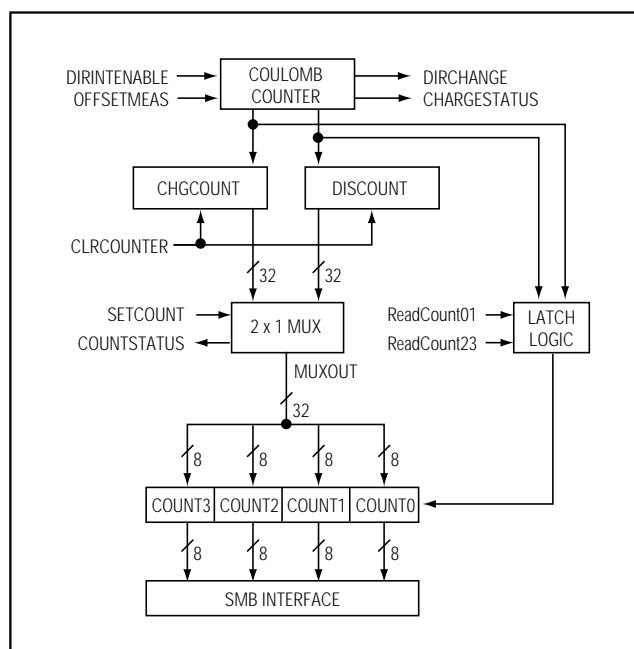 DIRINTENABLE
OFFSETMEAS
COULOMB
COUNTER
DIRCHANGE
CHARGESTATUS
CHGCOUNT
DISCOUNT
CLRCOUNTER
32
32
SETCOUNT
COUNTSTATUS
2 x 1 MUX
ReadCount01
ReadCount23
LATCH
LOGIC
MUXOUT
32
8
8
8
8
COUNT3
COUNT2
COUNT1
COUNT0
8
8
8
8
SMB INTERFACE